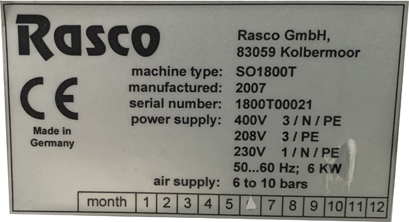 Rasco
Rasco GmbH,
83059 Kolbermoor
machine type: SO1800T
manufactured: 2007
serial number: 1800T00021
power supply: 400V 3 / N / PE
208V 3 / PE
230V 1 / N / PE
50...60 Hz; 6 KW
air supply: 6 to 10 bars
CE
Made in
Germany
month 1 2 3 4 5 7 8 9 10 11 12